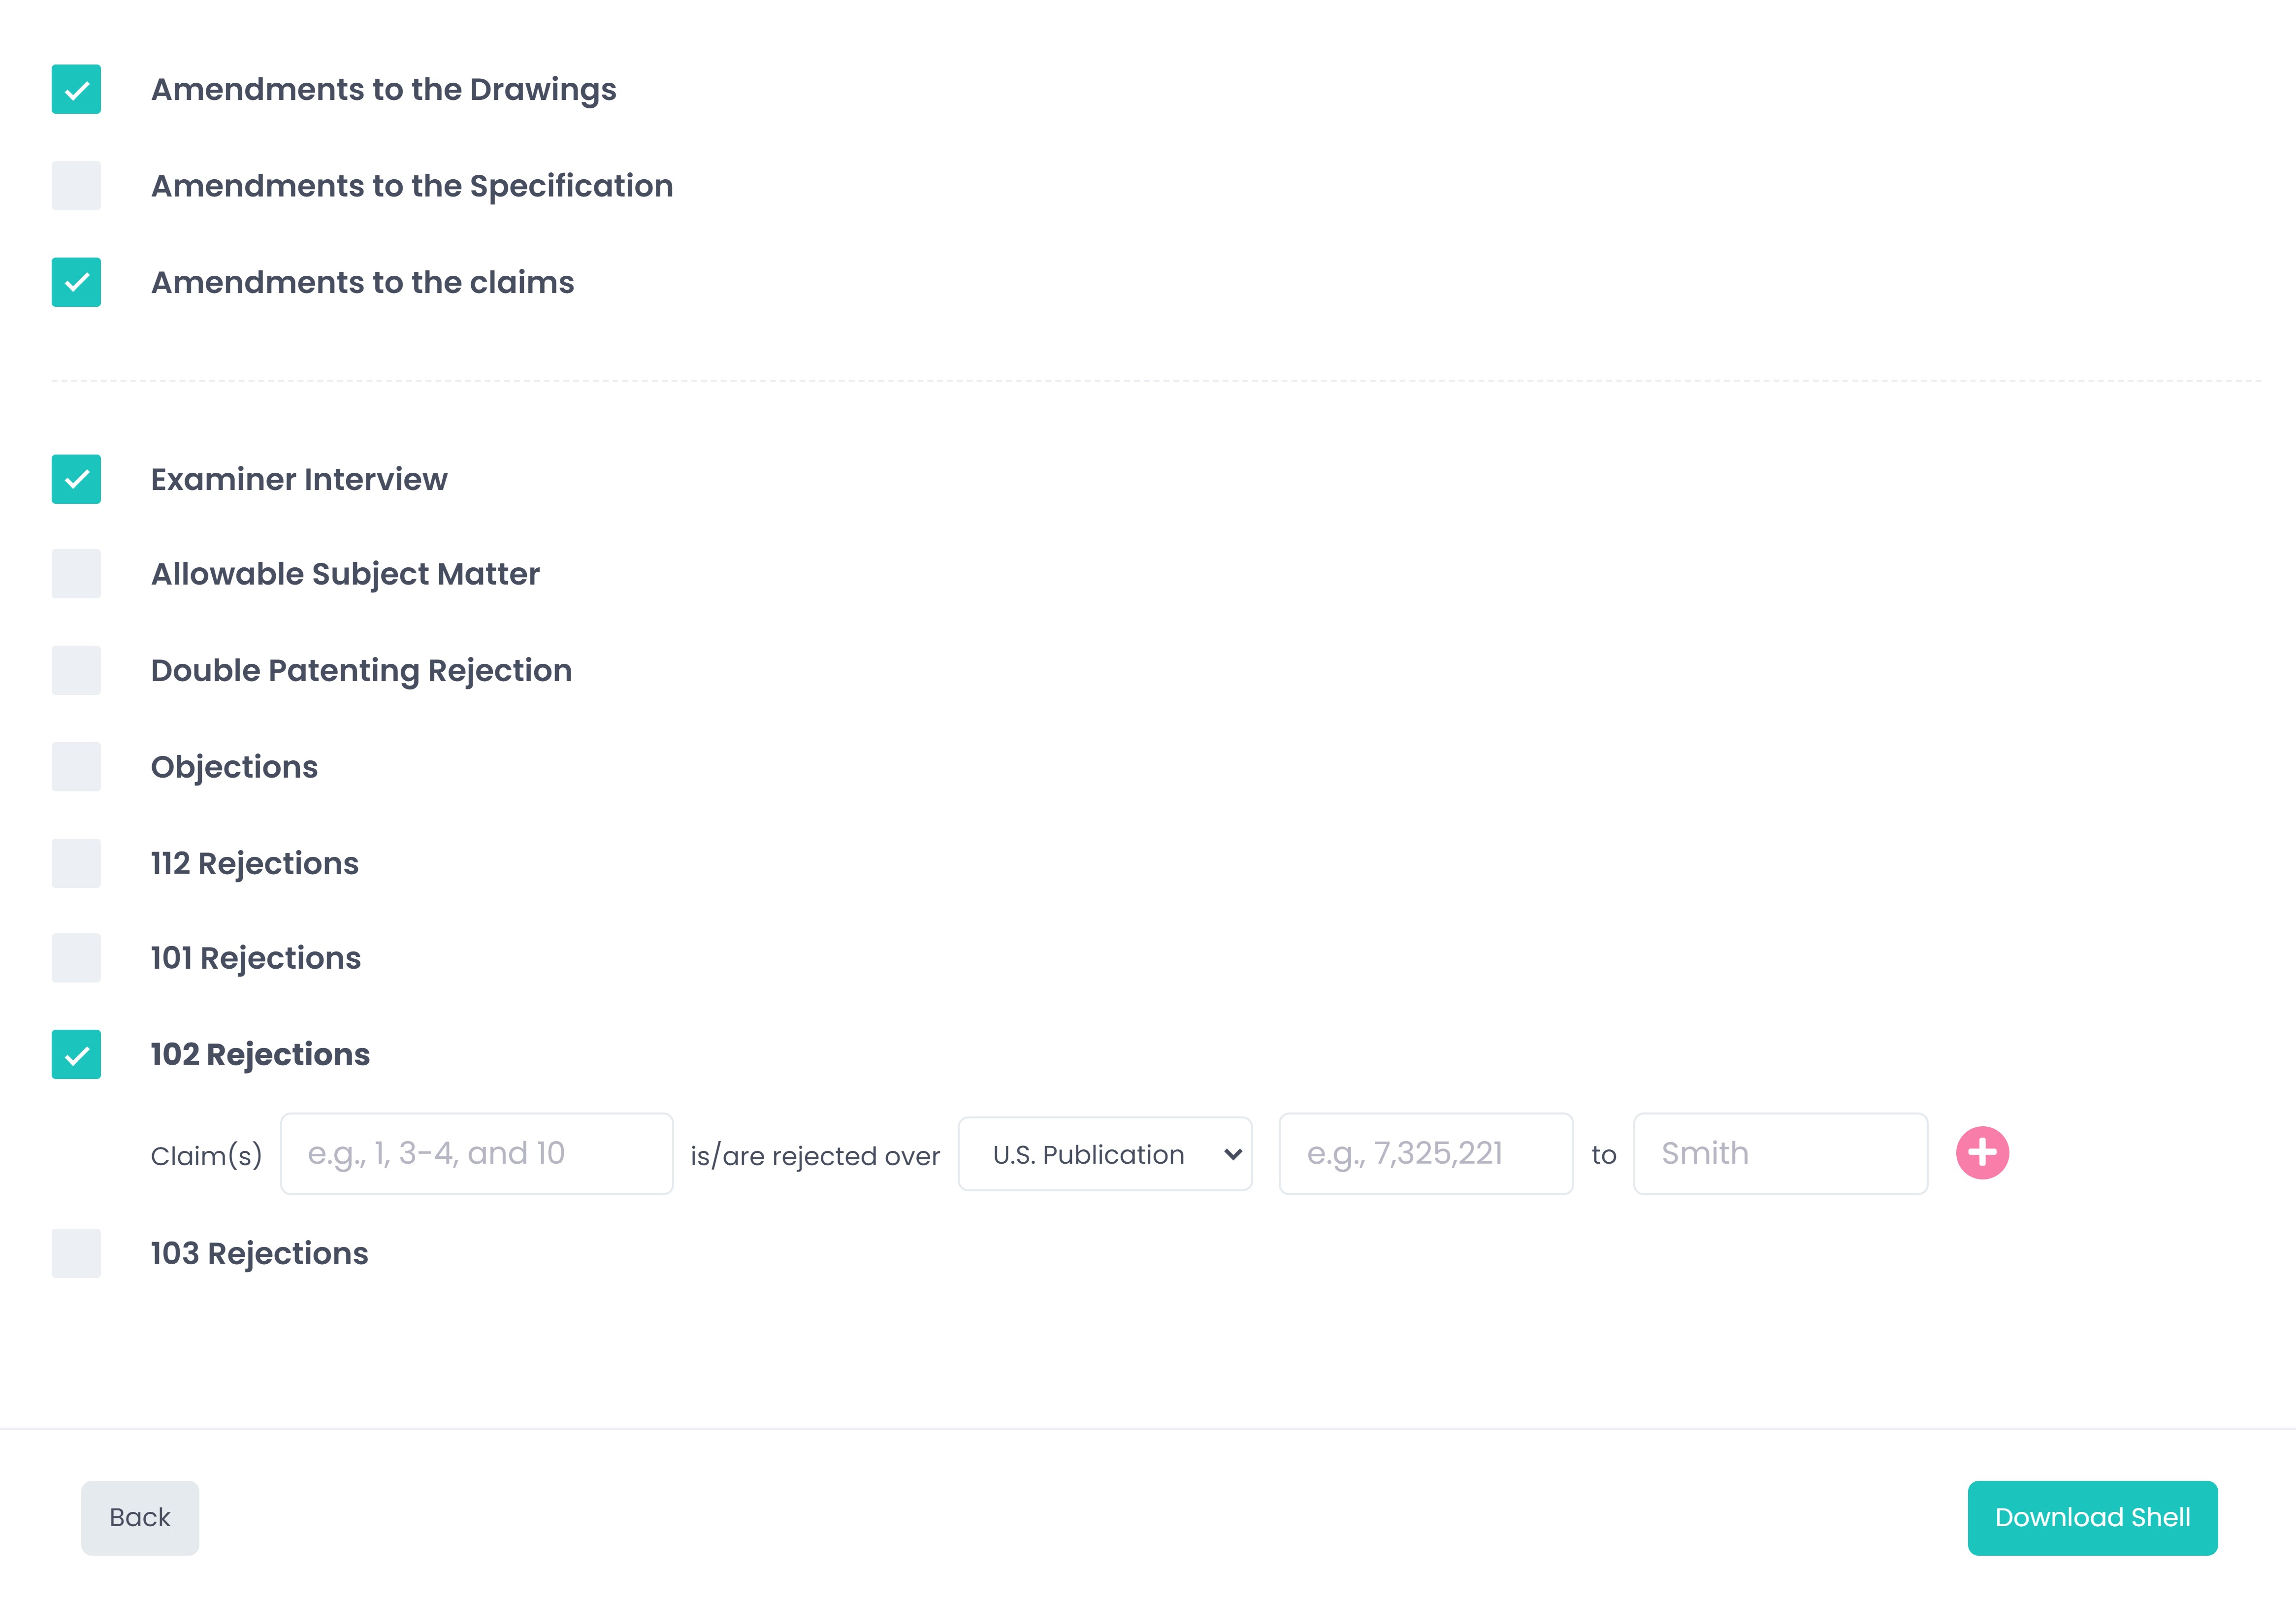 Amendments to the Drawings
Amendments to the Specification
Amendments to the claims
Examiner Interview
Allowable Subject Matter
Double Patenting Rejection
Objections
112 Rejections
101 Rejections
102 Rejections
Claim(s) e.g., 1, 3-4, and 10 is/are rejected over U.S. Publication e.g., 7,325,221 to Smith
103 Rejections
Back Download Shell